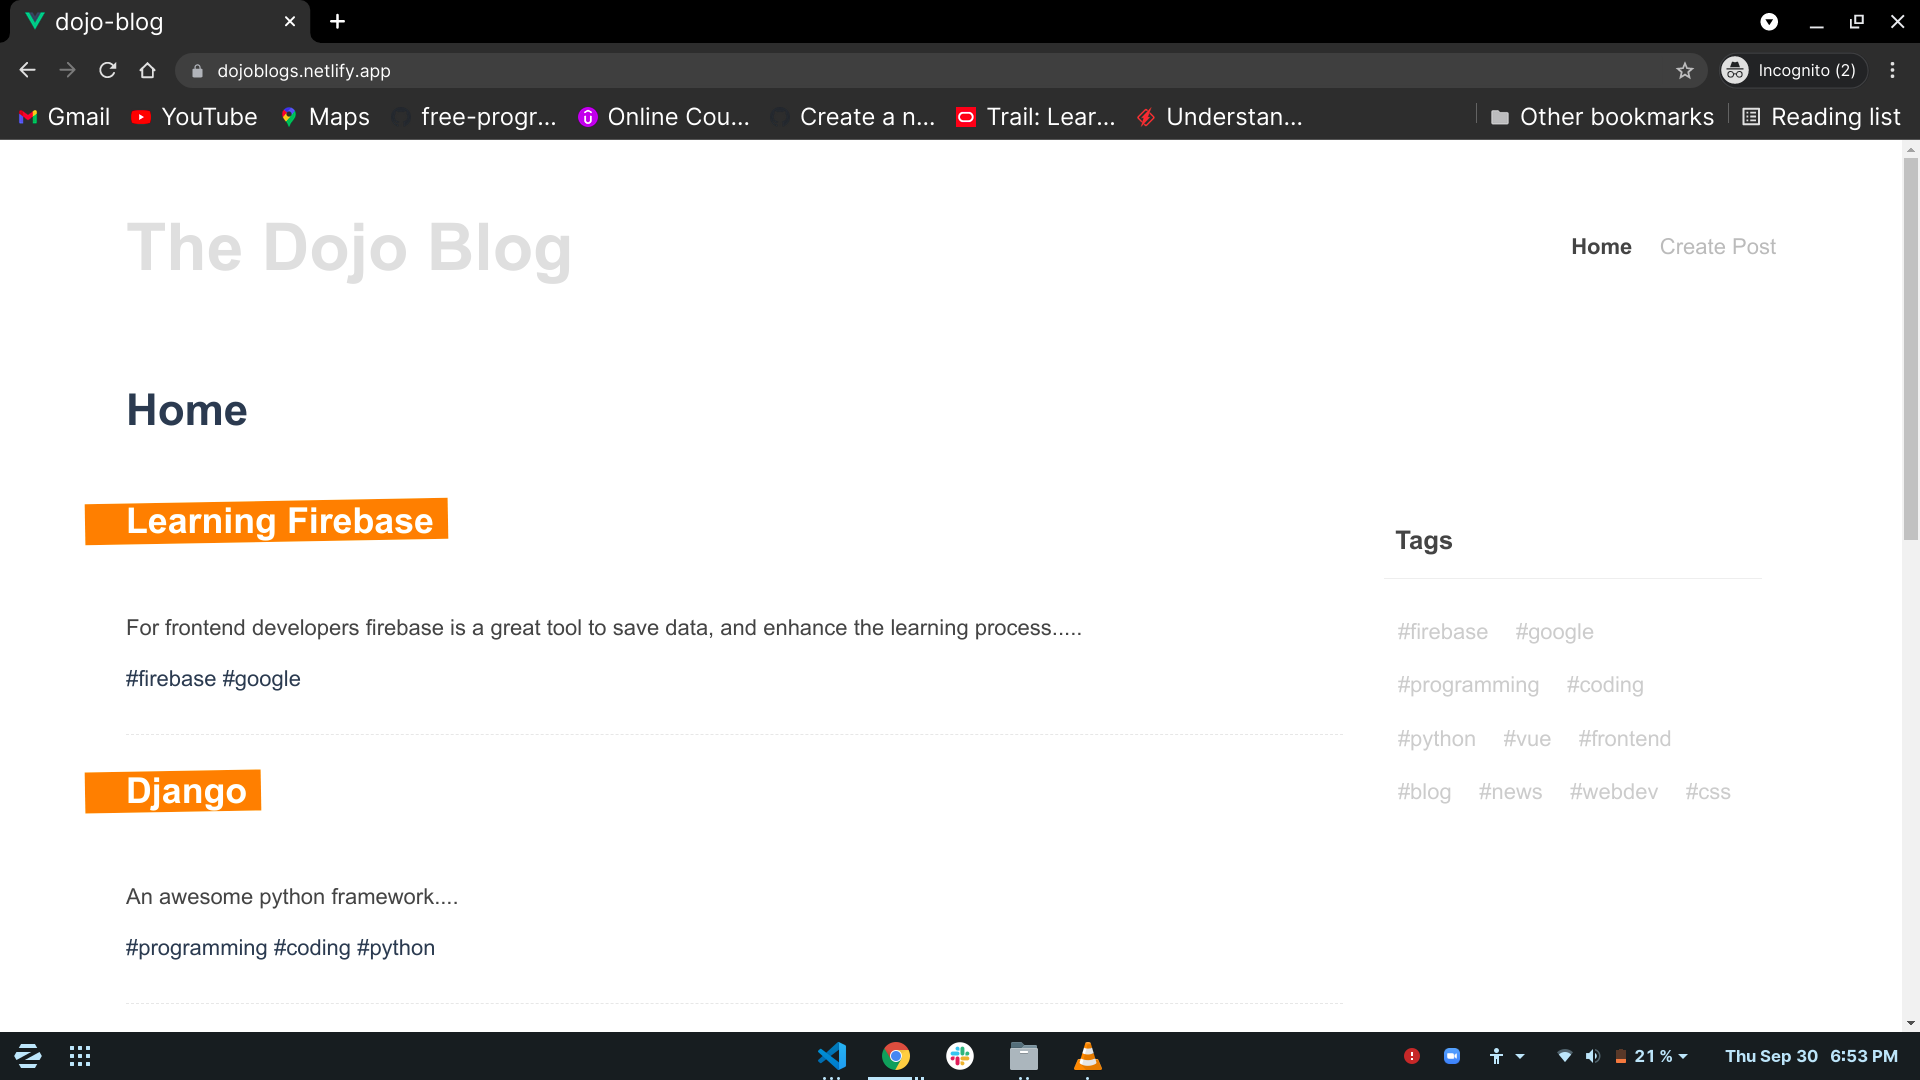 dojo-blog
dojoblogs.netlify.app
Incognito (2)
Gmail YouTube Maps free-progr... Online Cou... Create a n... Trail: Lear... Understan... Other bookmarks Reading list
The Dojo Blog
Home Create Post
Home
Learning Firebase
For frontend developers firebase is a great tool to save data, and enhance the learning process.....
#firebase #google
Django
An awesome python framework....
#programming #coding #python
Tags
#firebase #google
#programming #coding
#python #vue #frontend
#blog #news #webdev #css
21 % Thu Sep 30 6:53 PM